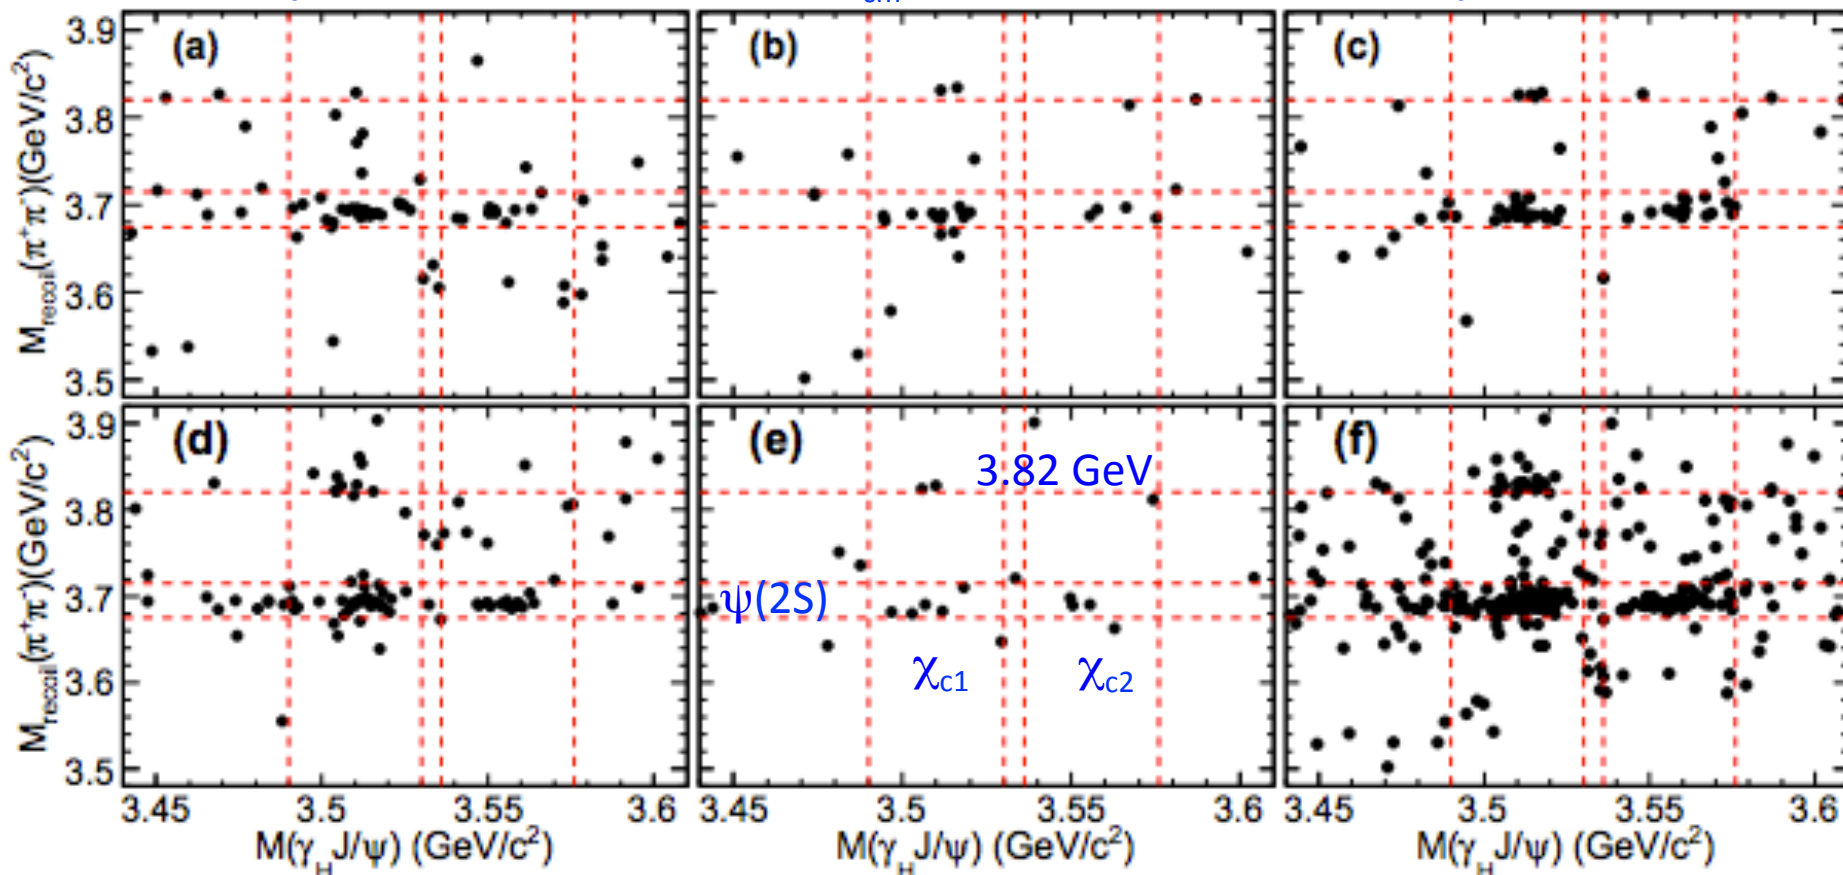 cm
(a) (b) (c)
M_recoil(π⁺π⁻)(GeV/c²)
3.9
3.8
3.7
3.6
3.5
(d) (e) (f)
M_recoil(π⁺π⁻)(GeV/c²)
3.9
3.8
3.7
3.6
3.5
3.82 GeV
ψ(2S)
χc1 χc2
3.45 3.5 3.55 3.6 3.45 3.5 3.55 3.6 3.45 3.5 3.55 3.6
M(γ_H J/ψ) (GeV/c²) M(γ_H J/ψ) (GeV/c²) M(γ_H J/ψ) (GeV/c²)